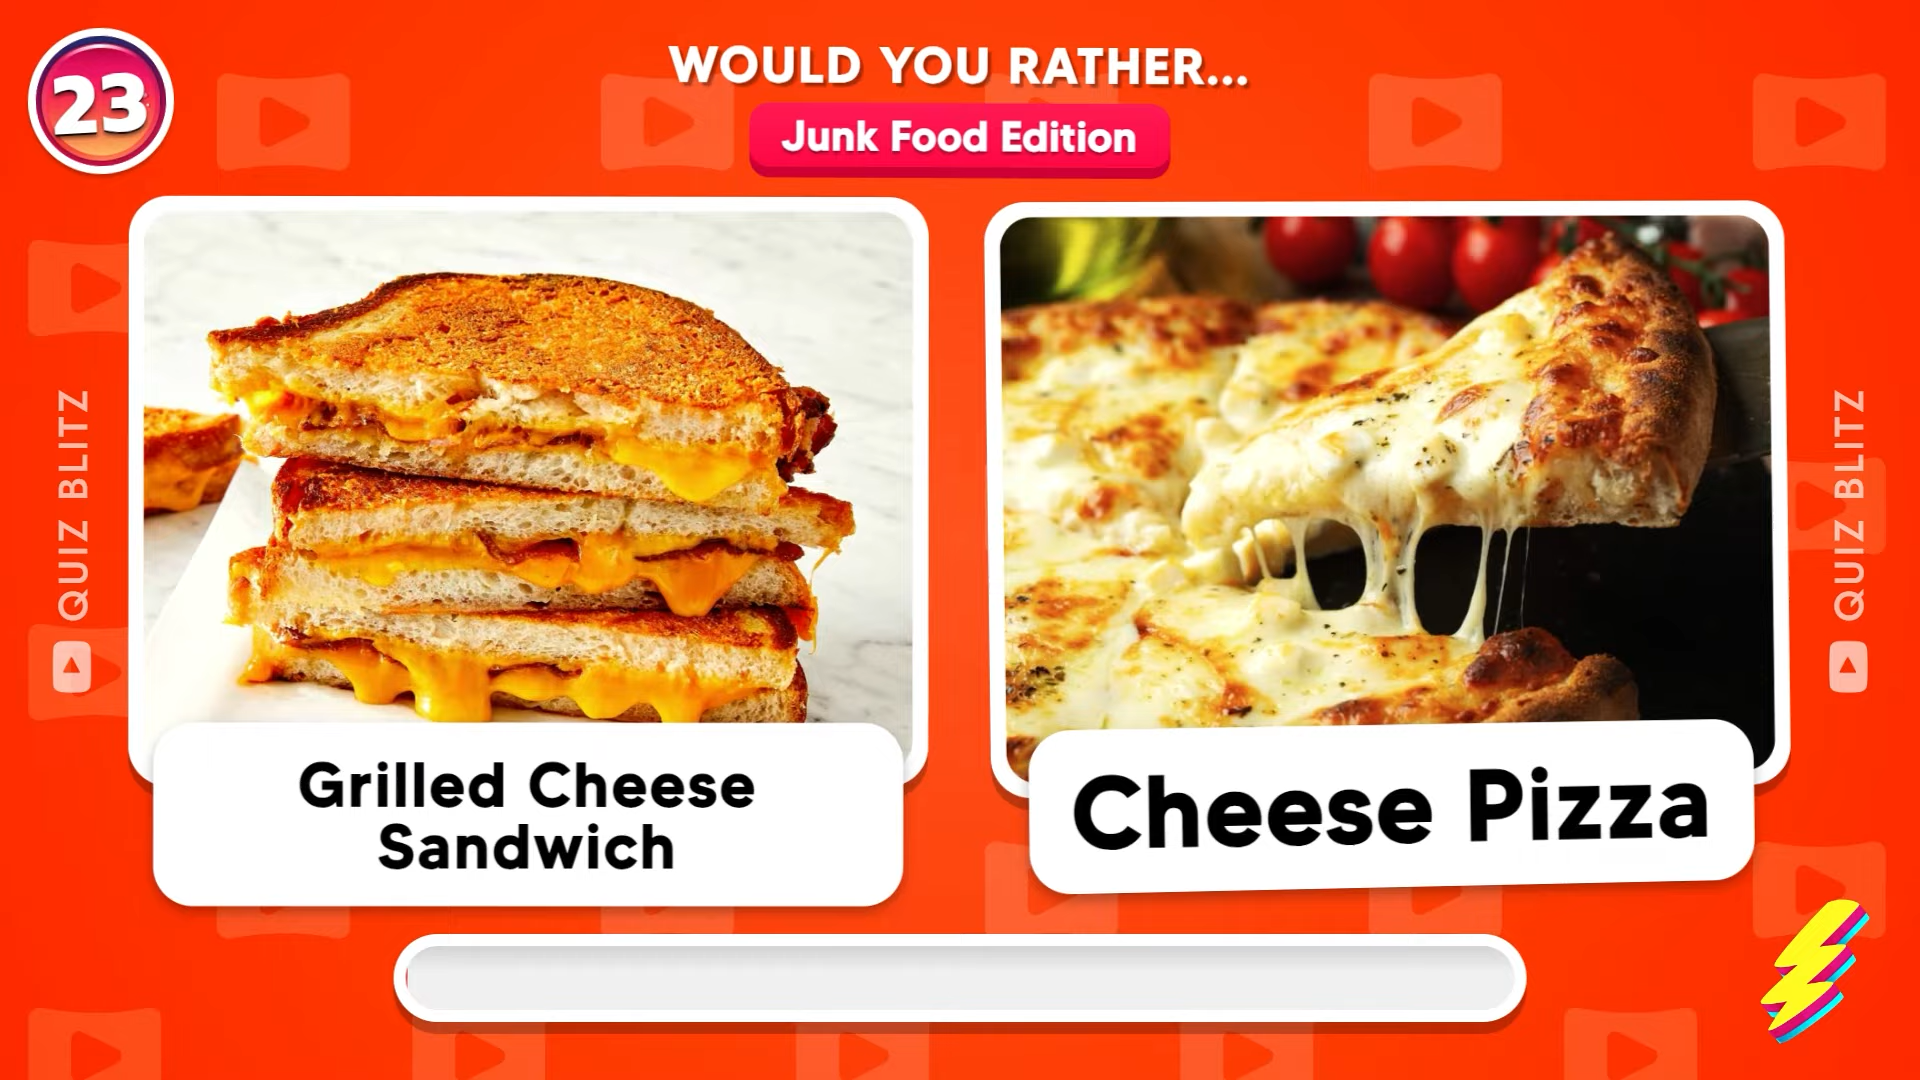 23
WOULD YOU RATHER...
Junk Food Edition
QUIZ BLITZ
QUIZ BLITZ
Grilled Cheese
Sandwich
Cheese Pizza